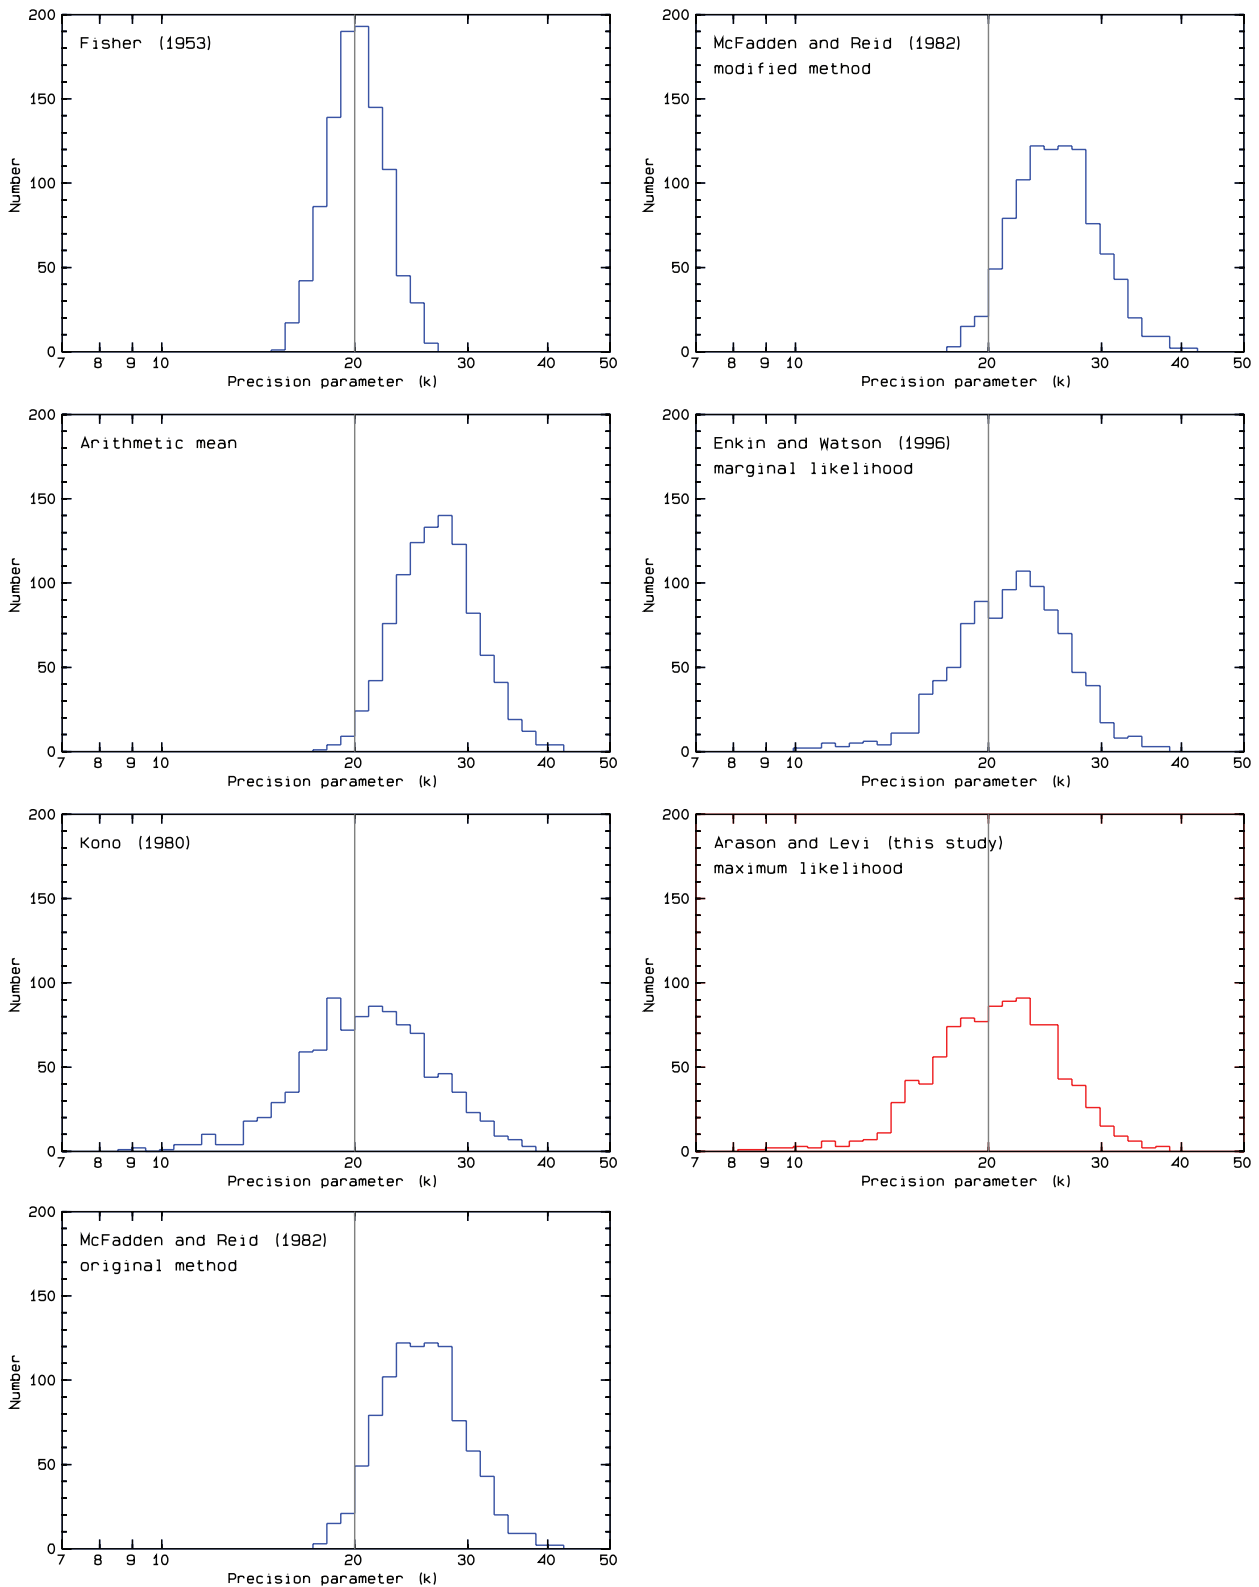 200
150
100
50
0
Number
Fisher (1953)
7 8 9 10 20 30 40 50
Precision parameter (k)
200
150
100
50
0
Number
McFadden and Reid (1982)
modified method
7 8 9 10 20 30 40 50
Precision parameter (k)
200
150
100
50
0
Number
Arithmetic mean
7 8 9 10 20 30 40 50
Precision parameter (k)
200
150
100
50
0
Number
Enkin and Watson (1996)
marginal likelihood
7 8 9 10 20 30 40 50
Precision parameter (k)
200
150
100
50
0
Number
Kono (1980)
7 8 9 10 20 30 40 50
Precision parameter (k)
200
150
100
50
0
Number
Arason and Levi (this study)
maximum likelihood
7 8 9 10 20 30 40 50
Precision parameter (k)
200
150
100
50
0
Number
McFadden and Reid (1982)
original method
7 8 9 10 20 30 40 50
Precision parameter (k)